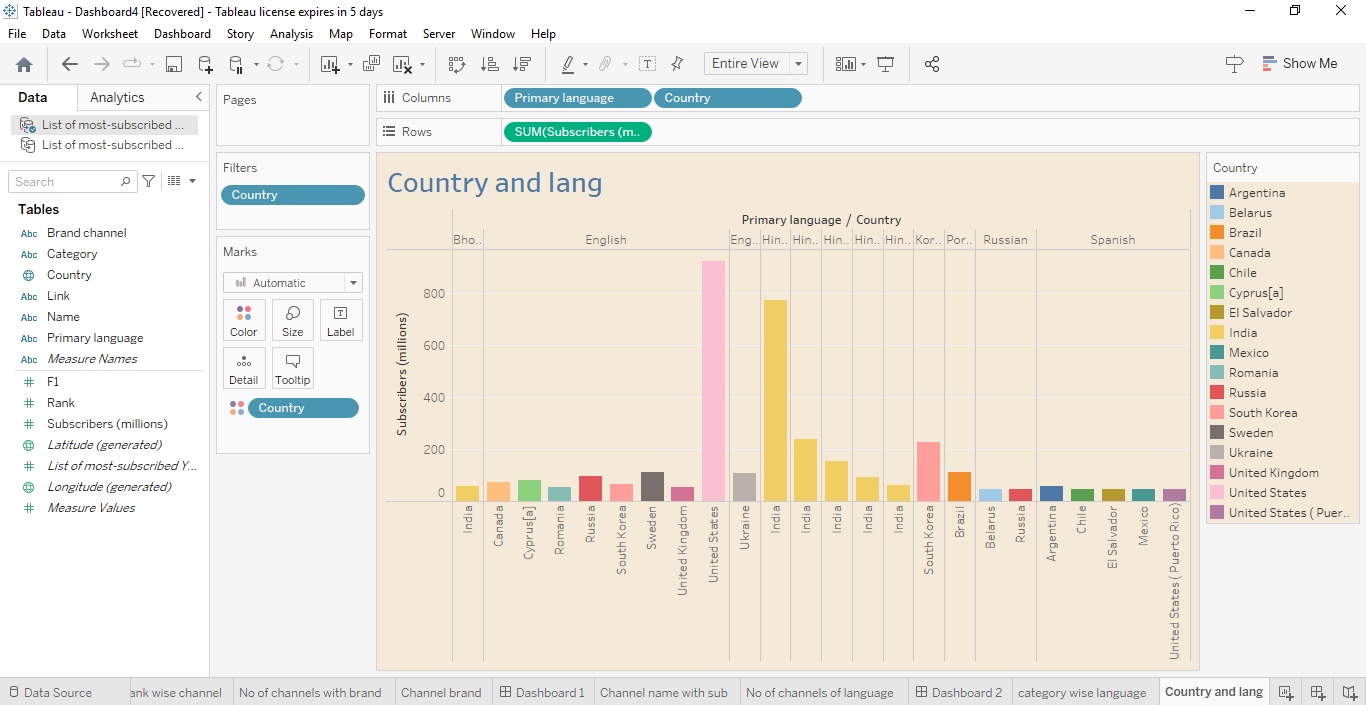 Tableau - Dashboard4 [Recovered] - Tableau license expires in 5 days
File Data Worksheet Dashboard Story Analysis Map Format Server Window Help
Entire View
Show Me
Data Analytics
List of most-subscribed ...
List of most-subscribed ...
Search
Tables
Abc Brand channel
Abc Category
Country
Abc Link
Abc Name
Abc Primary language
Abc Measure Names
# F1
# Rank
# Subscribers (millions)
Latitude (generated)
# List of most-subscribed Y...
Longitude (generated)
# Measure Values
Pages
Filters
Country
Marks
Automatic
Color Size Label
Detail Tooltip
Country
Columns Primary language Country
Rows SUM(Subscribers (m..
Country and lang
Primary language / Country
Bho.. English Eng.. Hin.. Hin.. Hin.. Hin.. Hin.. Kor.. Por.. Russian Spanish
Subscribers (millions)
800
600
400
200
0
India
Canada
Cyprus[a]
Romania
Russia
South Korea
Sweden
United Kingdom
United States
Ukraine
India
India
India
India
India
South Korea
Brazil
Belarus
Russia
Argentina
Chile
El Salvador
Mexico
United States ( Puerto Rico)
Country
Argentina
Belarus
Brazil
Canada
Chile
Cyprus[a]
El Salvador
India
Mexico
Romania
Russia
South Korea
Sweden
Ukraine
United Kingdom
United States
United States ( Puer..
Data Source ank wise channel No of channels with brand Channel brand Dashboard 1 Channel name with sub No of channels of language Dashboard 2 category wise language Country and lang